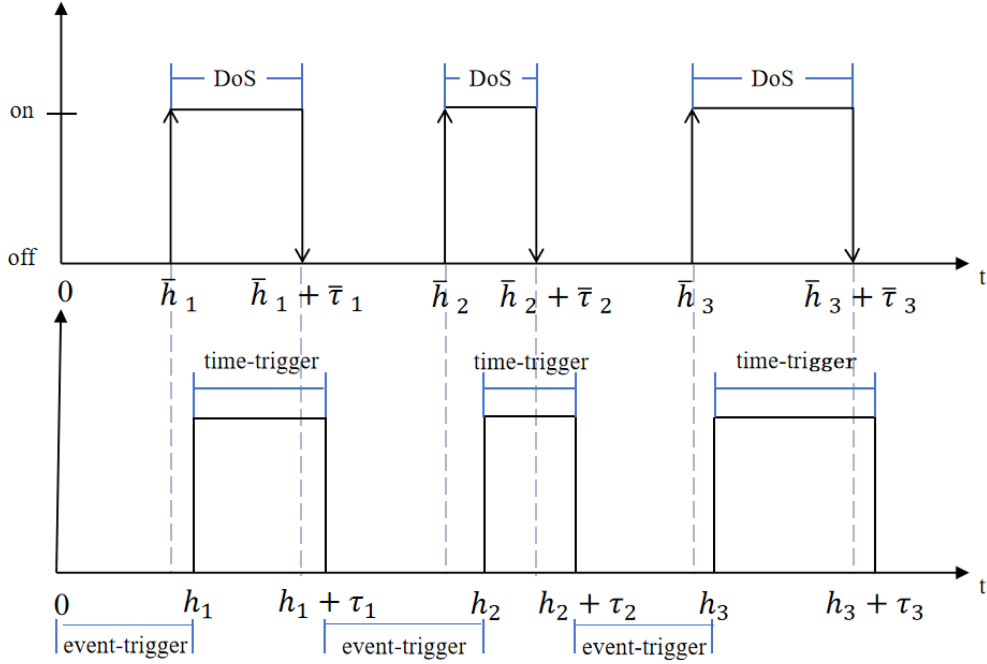 DoS DoS DoS
on
off
t
0 h̄ 1 h̄ 1 + τ̄ 1 h̄ 2 h̄ 2 + τ̄ 2 h̄ 3 h̄ 3 + τ̄ 3
time-trigger time-trigger time-trigger
t
0 h₁ h₁ + τ₁ h₂ h₂ + τ₂ h₃ h₃ + τ₃
event-trigger event-trigger event-trigger